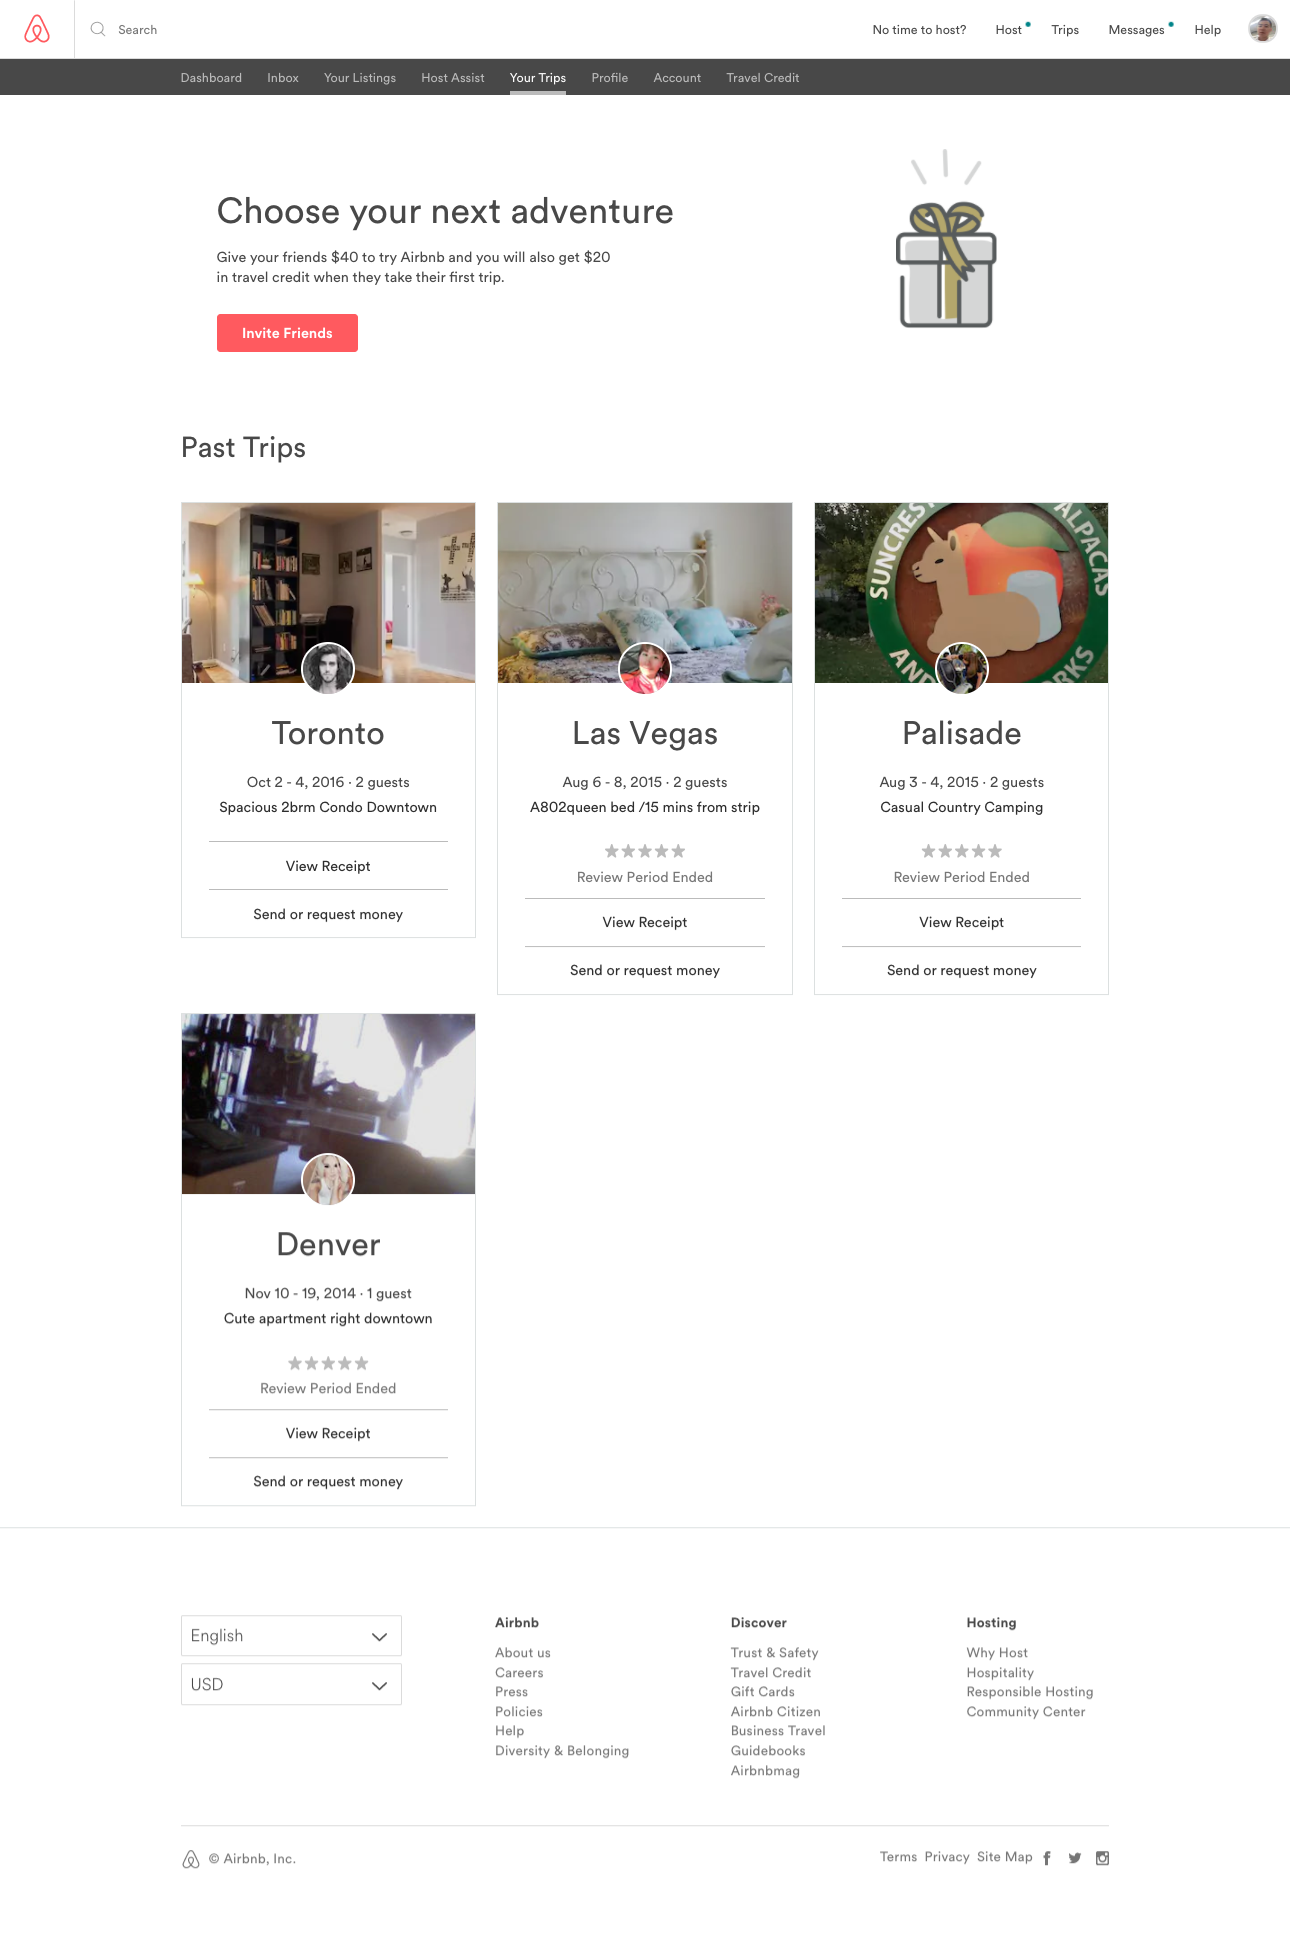 Search
No time to host?
Host
Trips
Messages
Help
Dashboard
Inbox
Your Listings
Host Assist
Your Trips
Profile
Account
Travel Credit
Choose your next adventure
Give your friends $40 to try Airbnb and you will also get $20
in travel credit when they take their first trip.
Invite Friends
Past Trips
Toronto
Oct 2 - 4, 2016 · 2 guests
Spacious 2brm Condo Downtown
View Receipt
Send or request money
Las Vegas
Aug 6 - 8, 2015 · 2 guests
A802queen bed /15 mins from strip
Review Period Ended
View Receipt
Send or request money
SUNCREST
ALPACAS
Palisade
Aug 3 - 4, 2015 · 2 guests
Casual Country Camping
Review Period Ended
View Receipt
Send or request money
Denver
Nov 10 - 19, 2014 · 1 guest
Cute apartment right downtown
Review Period Ended
View Receipt
Send or request money
English
USD
Airbnb
About us
Careers
Press
Policies
Help
Diversity & Belonging
Discover
Trust & Safety
Travel Credit
Gift Cards
Airbnb Citizen
Business Travel
Guidebooks
Airbnbmag
Hosting
Why Host
Hospitality
Responsible Hosting
Community Center
© Airbnb, Inc.
Terms
Privacy
Site Map